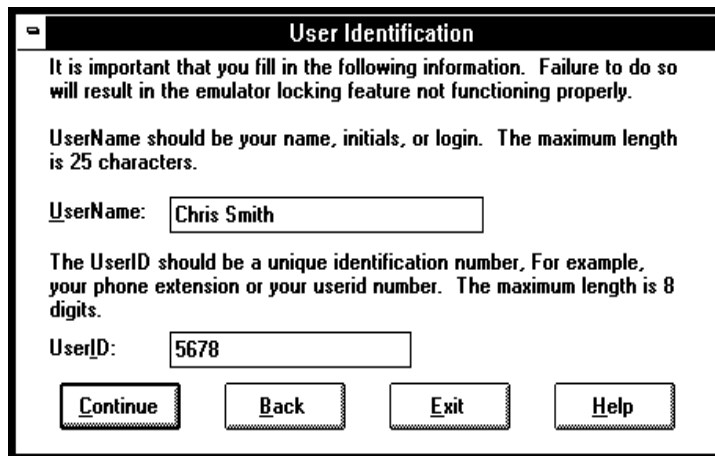 User Identification
It is important that you fill in the following information.  Failure to do so
will result in the emulator locking feature not functioning properly.
UserName should be your name, initials, or login.  The maximum length
is 25 characters.
UserName: Chris Smith
The UserID should be a unique identification number, For example,
your phone extension or your userid number.  The maximum length is 8
digits.
UserID: 5678
Continue Back Exit Help